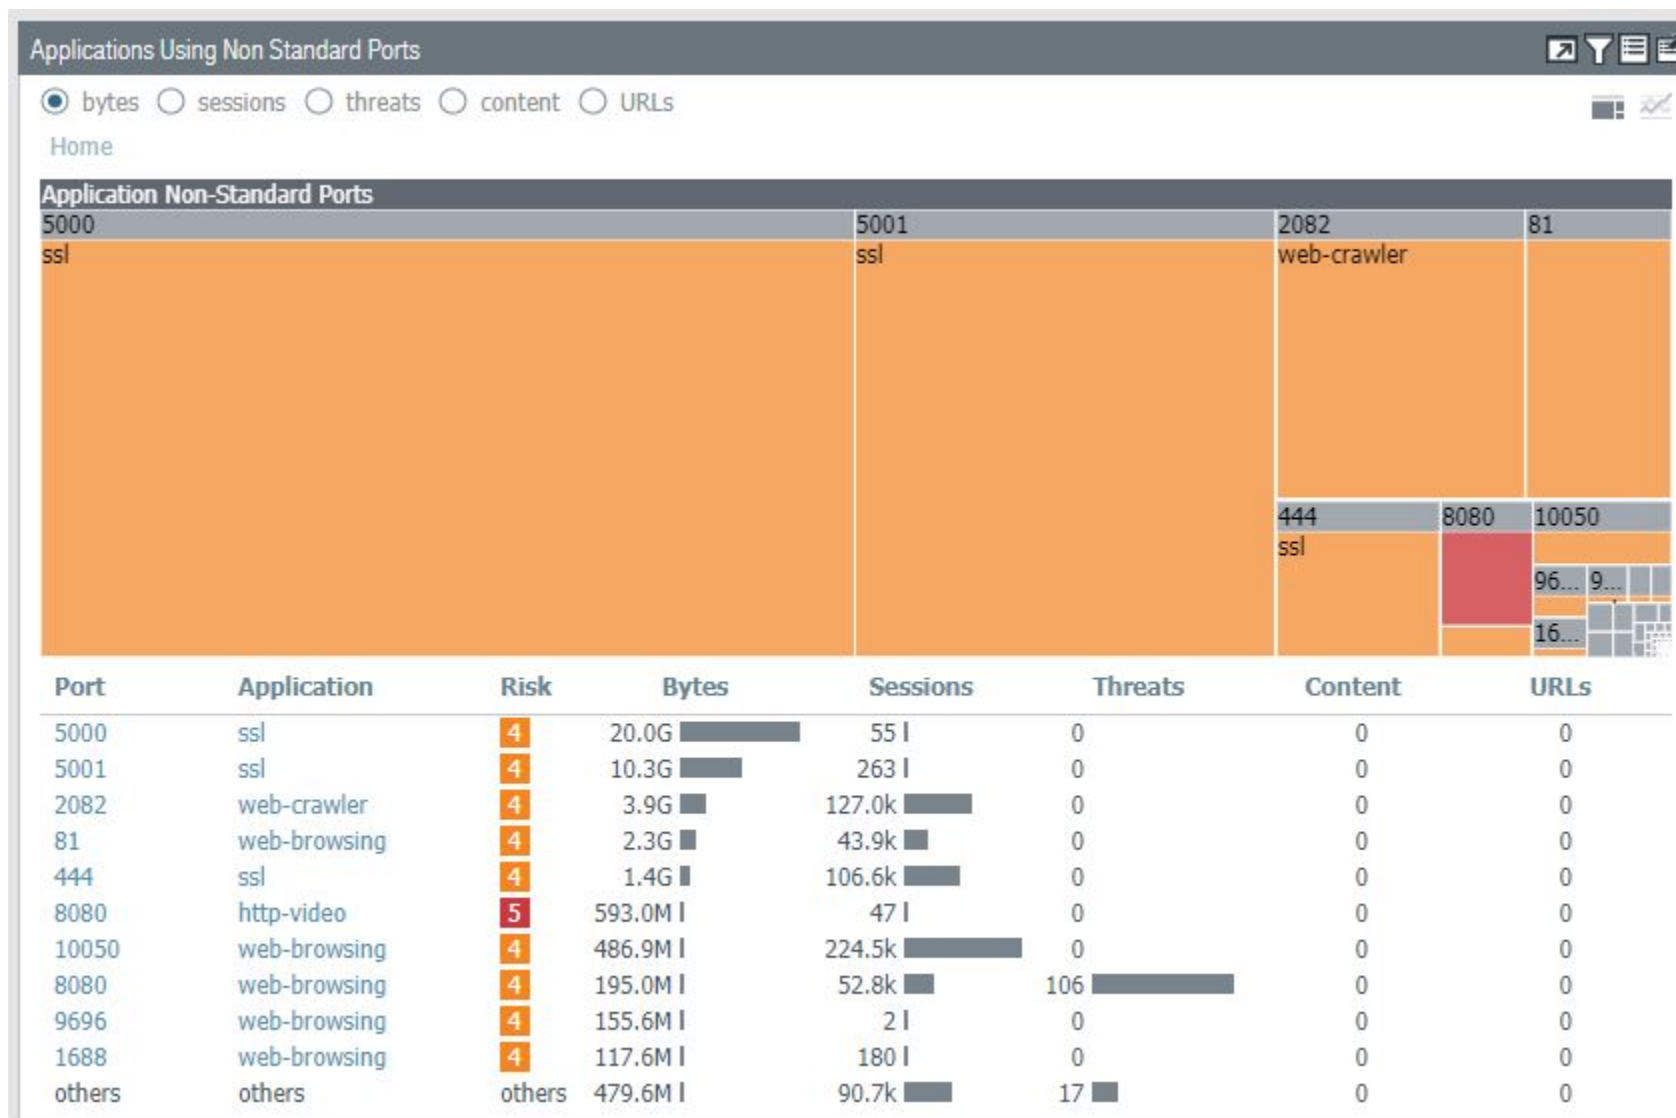 Applications Using Non Standard Ports
bytes sessions threats content URLs
Home
Application Non-Standard Ports
5000 5001 2082 81
ssl ssl web-crawler
444 8080 10050
ssl
96... 9...
16...
Port Application Risk Bytes Sessions Threats Content URLs
5000 ssl 4 20.0G 55 0 0 0
5001 ssl 4 10.3G 263 0 0 0
2082 web-crawler 4 3.9G 127.0k 0 0 0
81 web-browsing 4 2.3G 43.9k 0 0 0
444 ssl 4 1.4G 106.6k 0 0 0
8080 http-video 5 593.0M 47 0 0 0
10050 web-browsing 4 486.9M 224.5k 0 0 0
8080 web-browsing 4 195.0M 52.8k 106 0 0
9696 web-browsing 4 155.6M 2 0 0 0
1688 web-browsing 4 117.6M 180 0 0 0
others others others 479.6M 90.7k 17 0 0